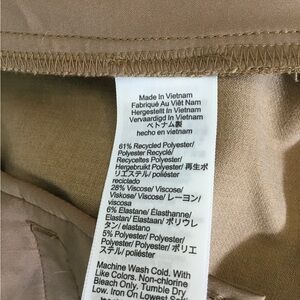 Made In Vietnam
Fabriqué Au Viêt Nam
Hergestellt In Vietnam
Vervaardigd In Vietnam
ベトナム製
hecho en vietnam
61% Recycled Polyester/
Polyester Recyclé/
Recyceltes Polyester/
Hergebruikt Polyester/ 再生ポ
リエステル/ poliéster
reciclado
28% Viscose/ Viscose/
Viskose/ Viscose/ レーヨン/
viscosa
6% Elastane/ Élasthanne/
Elastan/ Elastaan/ ポリウレ
タン/ elastano
5% Polyester/ Polyester/
Polyester/ Polyester/ ポリエ
ステル/ poliéster
Machine Wash Cold. With
Like Colors. Non-chlorine
Bleach Only. Tumble Dry
Low. Iron On Lowest